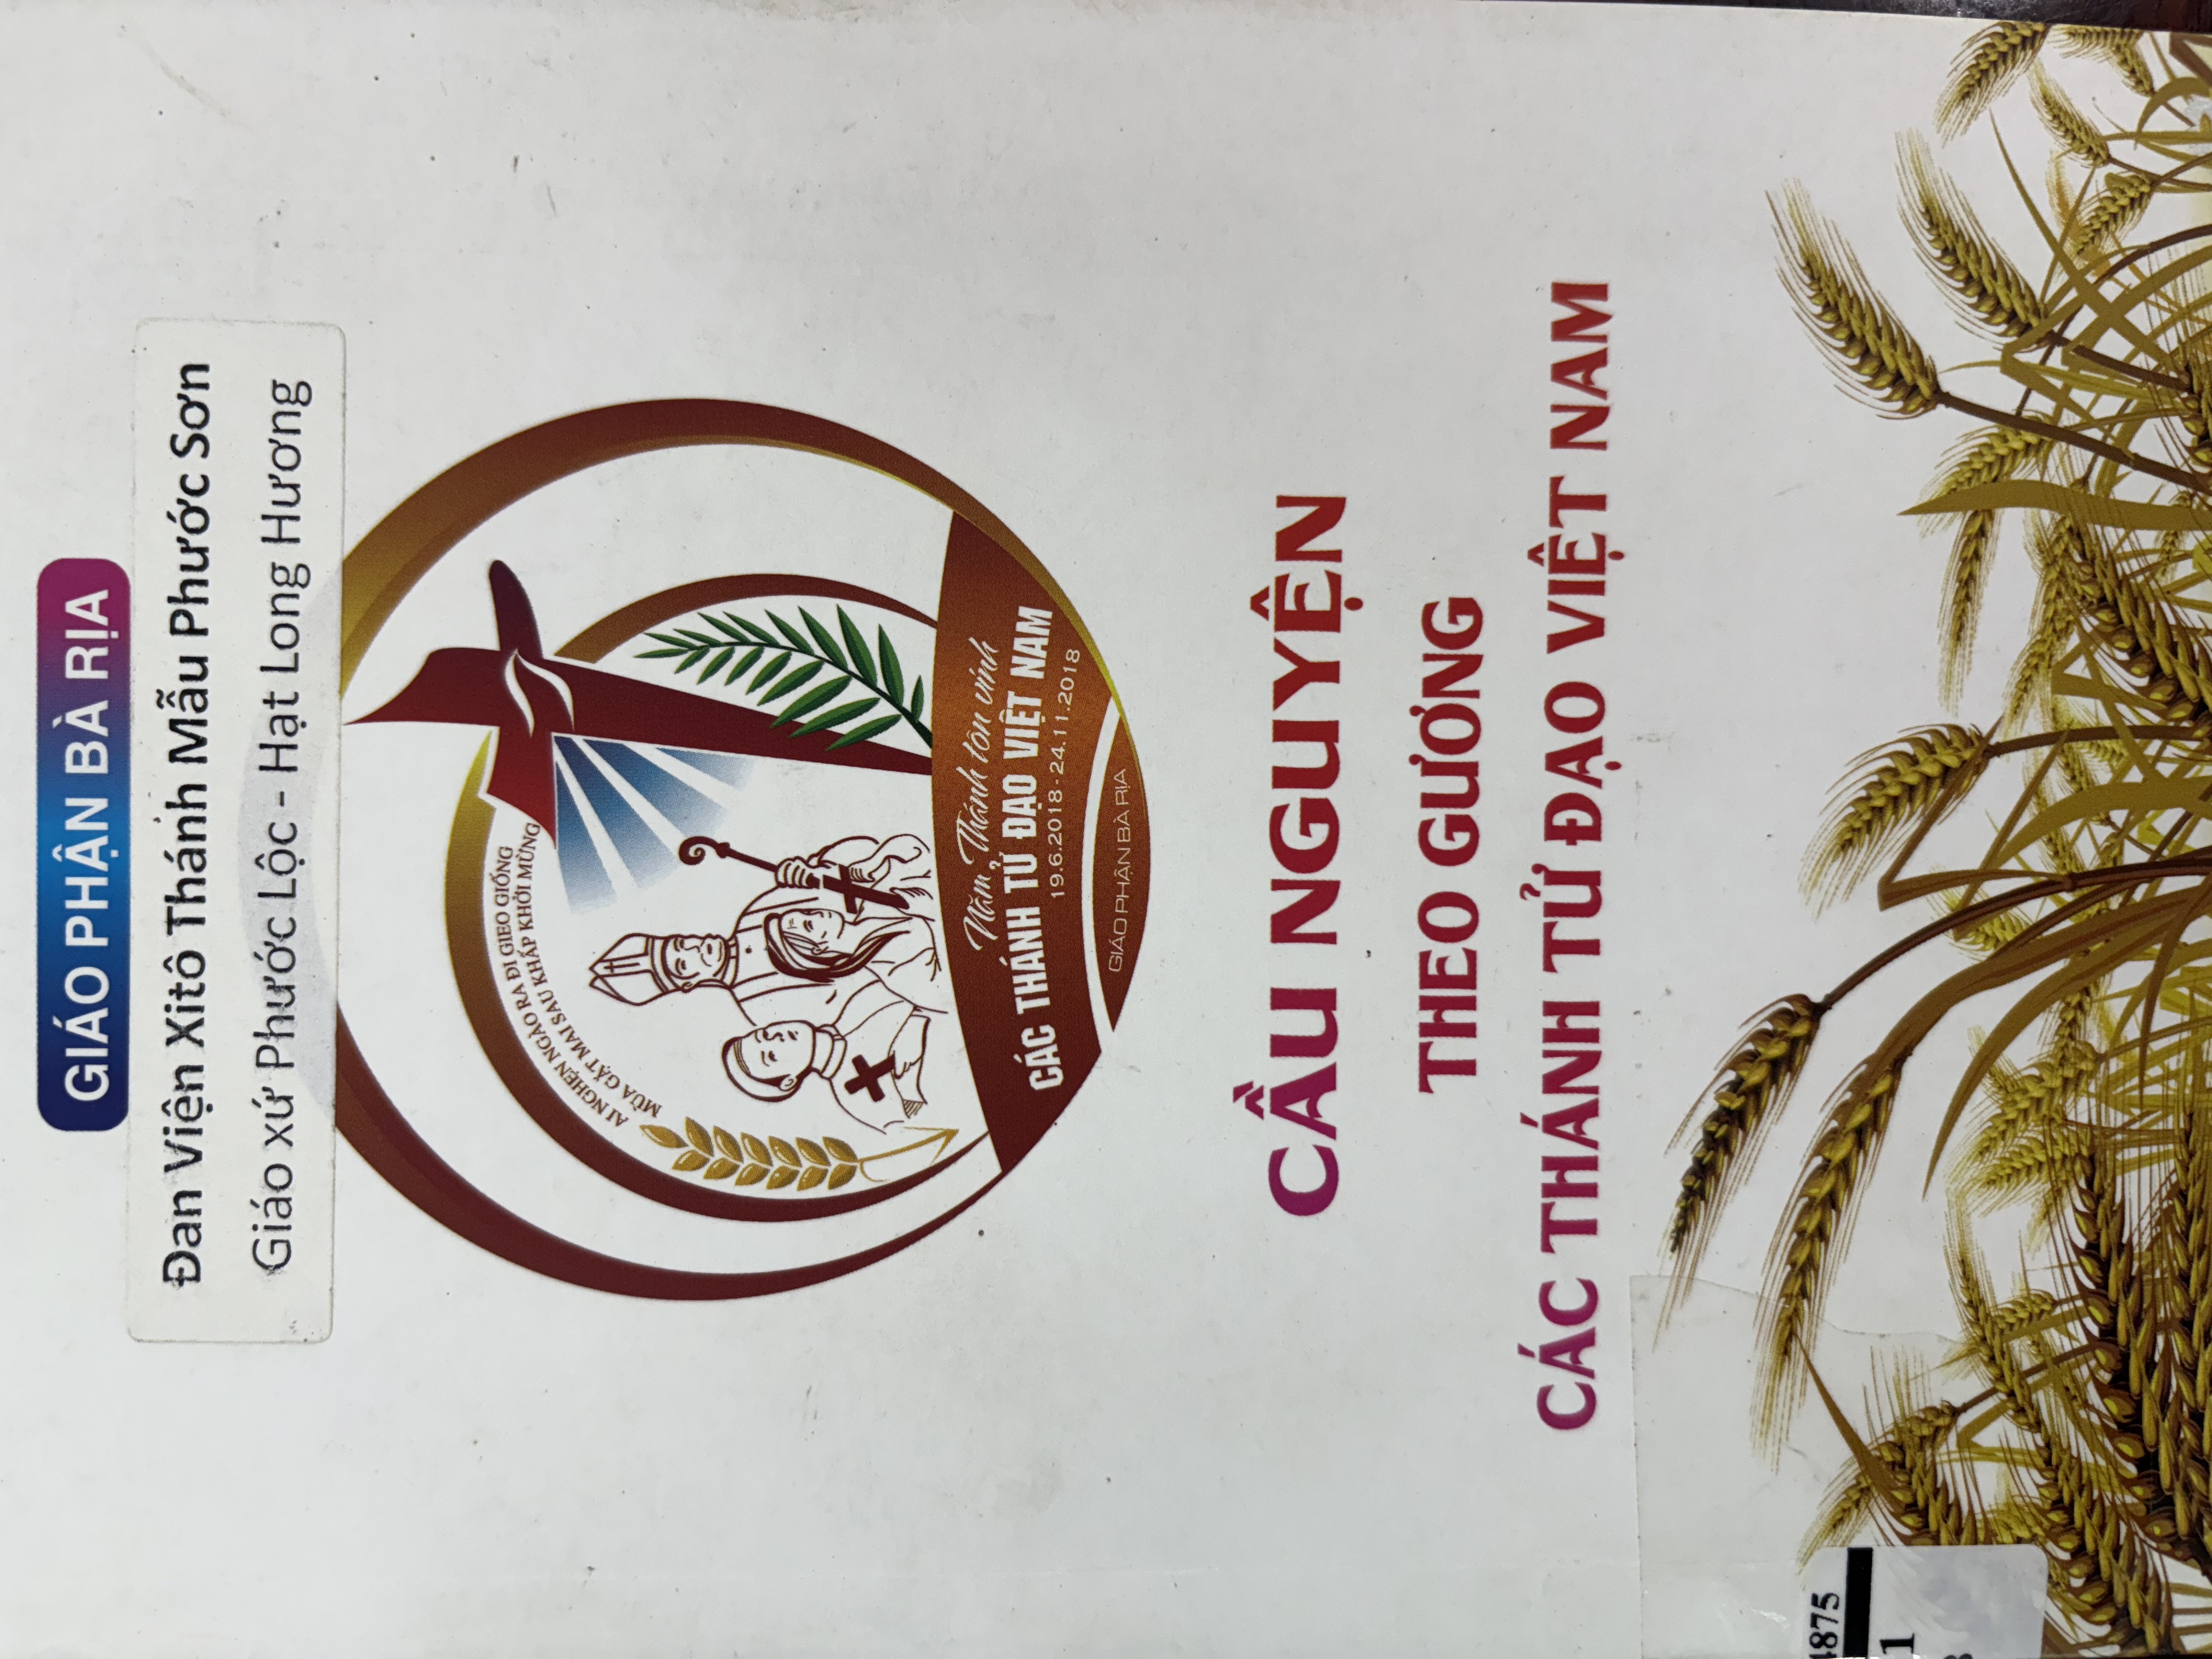 GIÁO PHẬN BÀ RỊA
Đan Viện Xitô Thánh Mẫu Phước Sơn
Giáo xứ Phước Lộc - Hạt Long Hương
AI NGHẸN NGÀO RA ĐI GIEO GIỐNG
MÙA GẶT MAI SAU KHẤP KHỞI MỪNG
Năm Thánh tôn vinh
CÁC THÁNH TỬ ĐẠO VIỆT NAM
19.6.2018 - 24.11.2018
GIÁO PHẬN BÀ RỊA
CẦU NGUYỆN
THEO GƯƠNG
CÁC THÁNH TỬ ĐẠO VIỆT NAM
4875
1